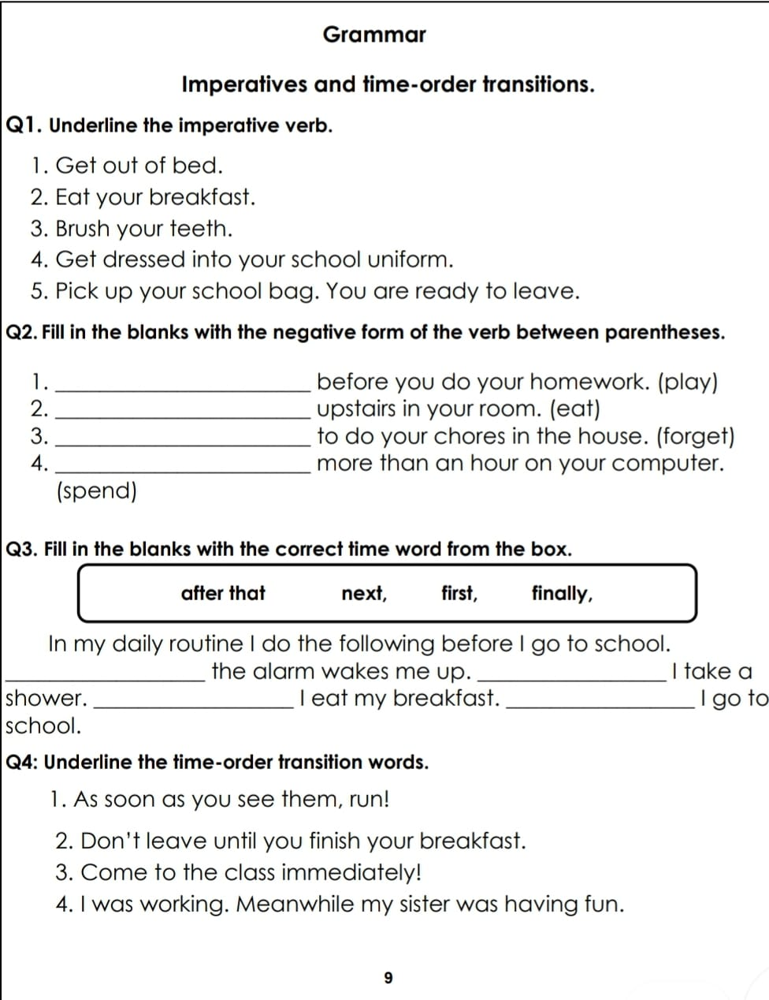 Grammar
Imperatives and time-order transitions.
Q1. Underline the imperative verb.
1. Get out of bed.
2. Eat your breakfast.
3. Brush your teeth.
4. Get dressed into your school uniform.
5. Pick up your school bag. You are ready to leave.
Q2. Fill in the blanks with the negative form of the verb between parentheses.
1. ____________________ before you do your homework. (play)
2. ____________________ upstairs in your room. (eat)
3. ____________________ to do your chores in the house. (forget)
4. ____________________ more than an hour on your computer.
(spend)
Q3. Fill in the blanks with the correct time word from the box.
after that next, first, finally,
In my daily routine I do the following before I go to school.
________________ the alarm wakes me up. _______________ I take a
shower. ________________ I eat my breakfast. _______________ I go to
school.
Q4: Underline the time-order transition words.
1. As soon as you see them, run!
2. Don't leave until you finish your breakfast.
3. Come to the class immediately!
4. I was working. Meanwhile my sister was having fun.
9